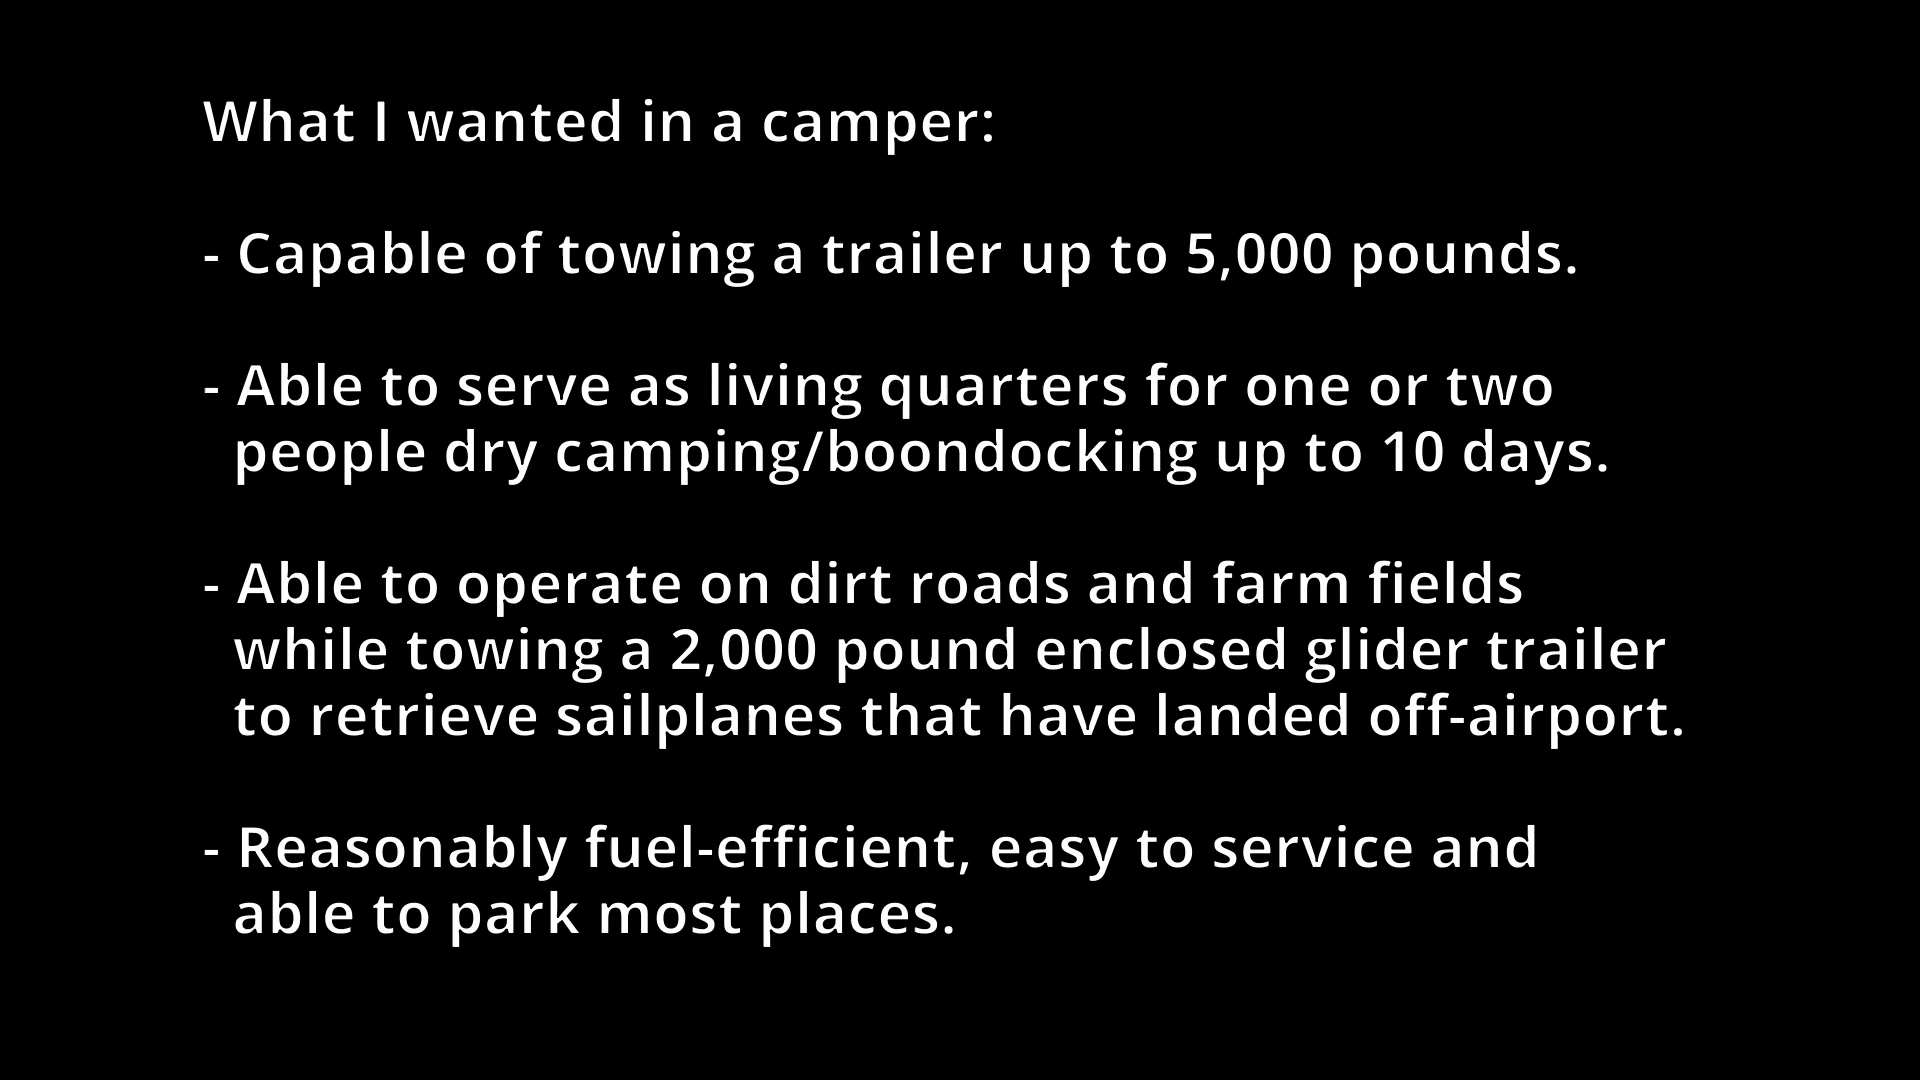 What I wanted in a camper:
- Capable of towing a trailer up to 5,000 pounds.
- Able to serve as living quarters for one or two
people dry camping/boondocking up to 10 days.
- Able to operate on dirt roads and farm fields
while towing a 2,000 pound enclosed glider trailer
to retrieve sailplanes that have landed off-airport.
- Reasonably fuel-efficient, easy to service and
able to park most places.